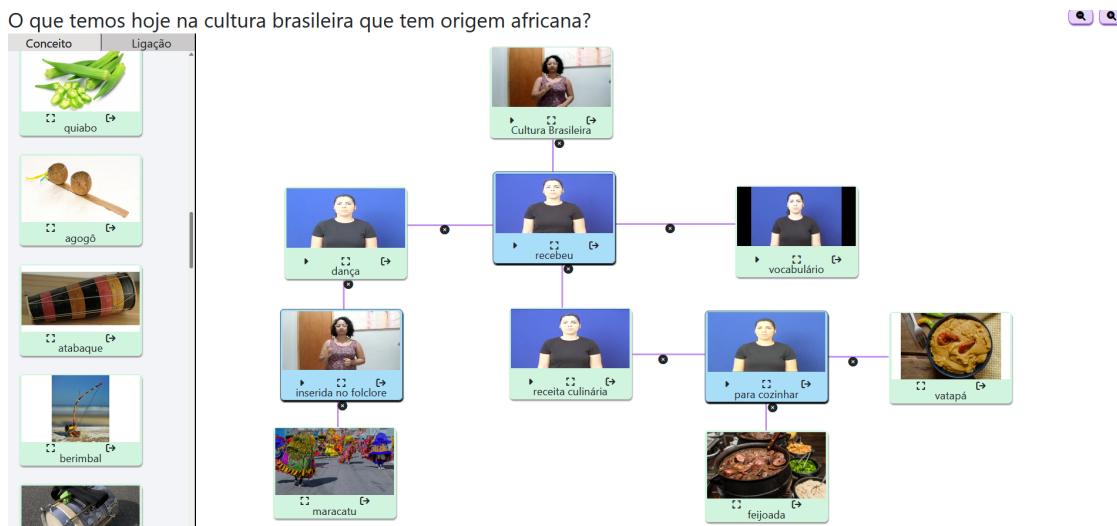 O que temos hoje na cultura brasileira que tem origem africana?
Conceito
Ligação
quiabo
agogô
atabaque
berimbal
Cultura Brasileira
dança
recebeu
vocabulário
inserida no folclore
receita culinária
para cozinhar
vatapá
maracatu
feijoada